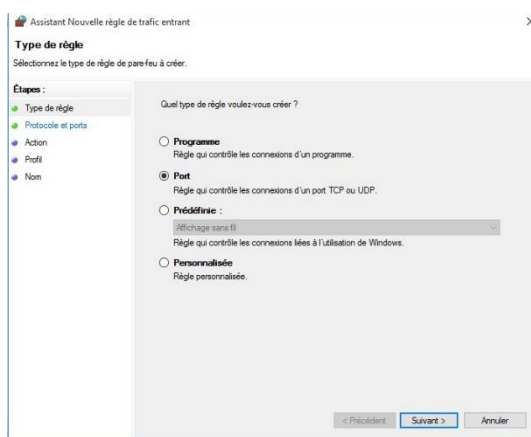 Assistant Nouvelle règle de trafic entrant
Type de règle
Sélectionnez le type de règle de pare-feu à créer.
Étapes :
Type de règle
Protocole et ports
Action
Profil
Nom
Quel type de règle voulez-vous créer ?
Programme
Règle qui contrôle les connexions d'un programme.
Port
Règle qui contrôle les connexions d'un port TCP ou UDP.
Prédéfinie :
Affichage sans fil
Règle qui contrôle les connexions liées à l'utilisation de Windows.
Personnalisée
Règle personnalisée.
< Précédent Suivant > Annuler